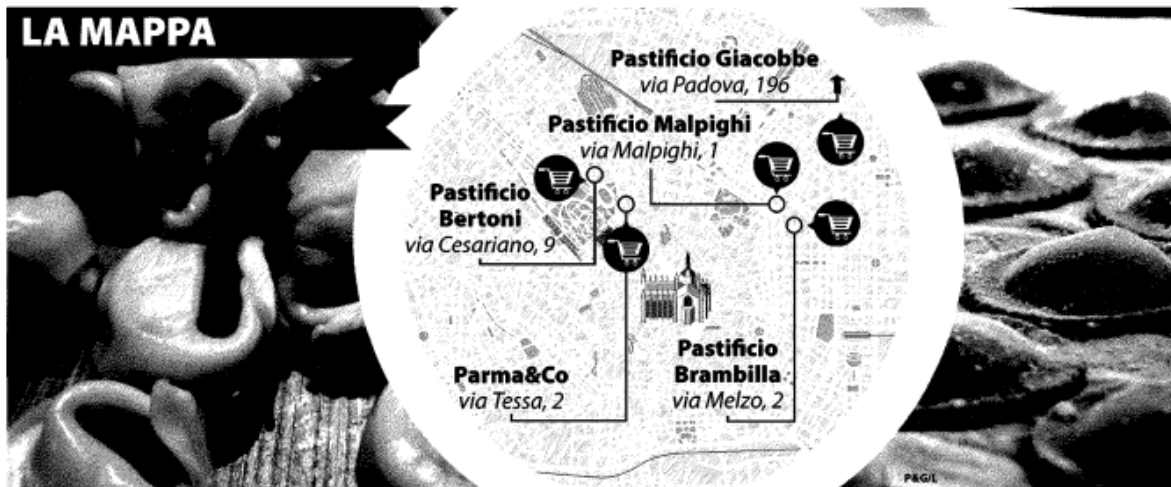 LA MAPPA
Pastificio Giacobbe
via Padova, 196
Pastificio Malpighi
via Malpighi, 1
Pastificio
Bertoni
via Cesariano, 9
Parma&Co
via Tessa, 2
Pastificio
Brambilla
via Melzo, 2
P&G/L